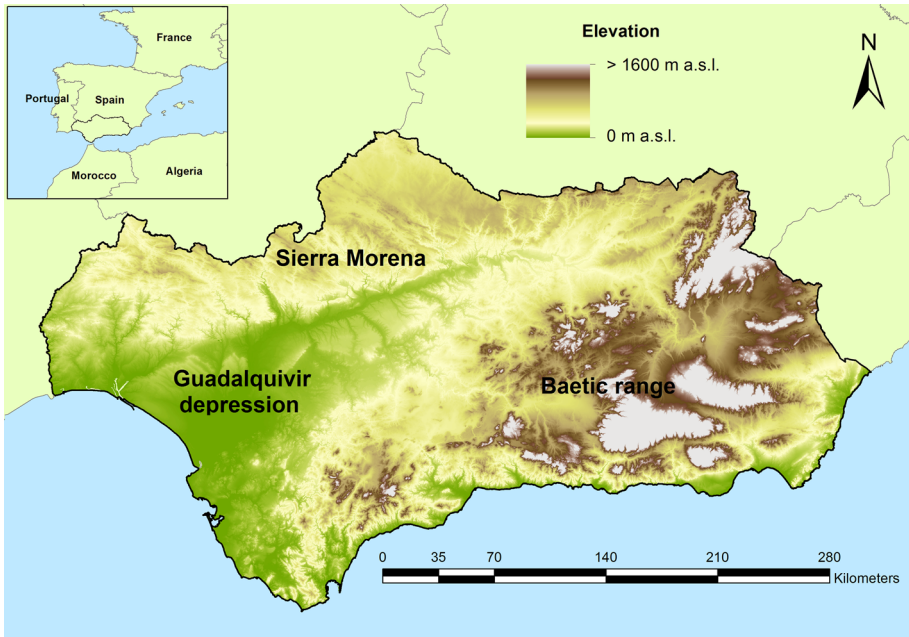 France
Portugal
Spain
Morocco
Algeria
Elevation
> 1600 m a.s.l.
0 m a.s.l.
N
Sierra Morena
Guadalquivir
depression
Baetic range
0 35 70 140 210 280
Kilometers